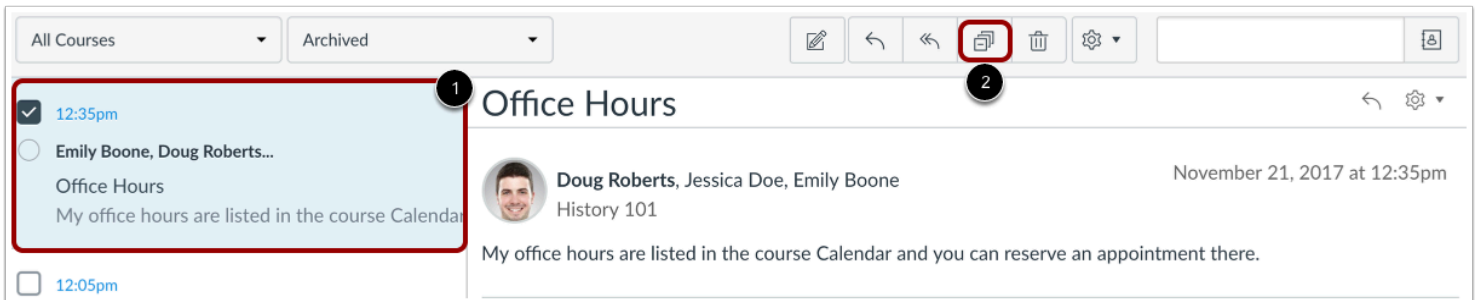 All Courses
Archived
1
2
12:35pm
Emily Boone, Doug Roberts...
Office Hours
My office hours are listed in the course Calendar
12:05pm
Office Hours
Doug Roberts, Jessica Doe, Emily Boone
November 21, 2017 at 12:35pm
History 101
My office hours are listed in the course Calendar and you can reserve an appointment there.